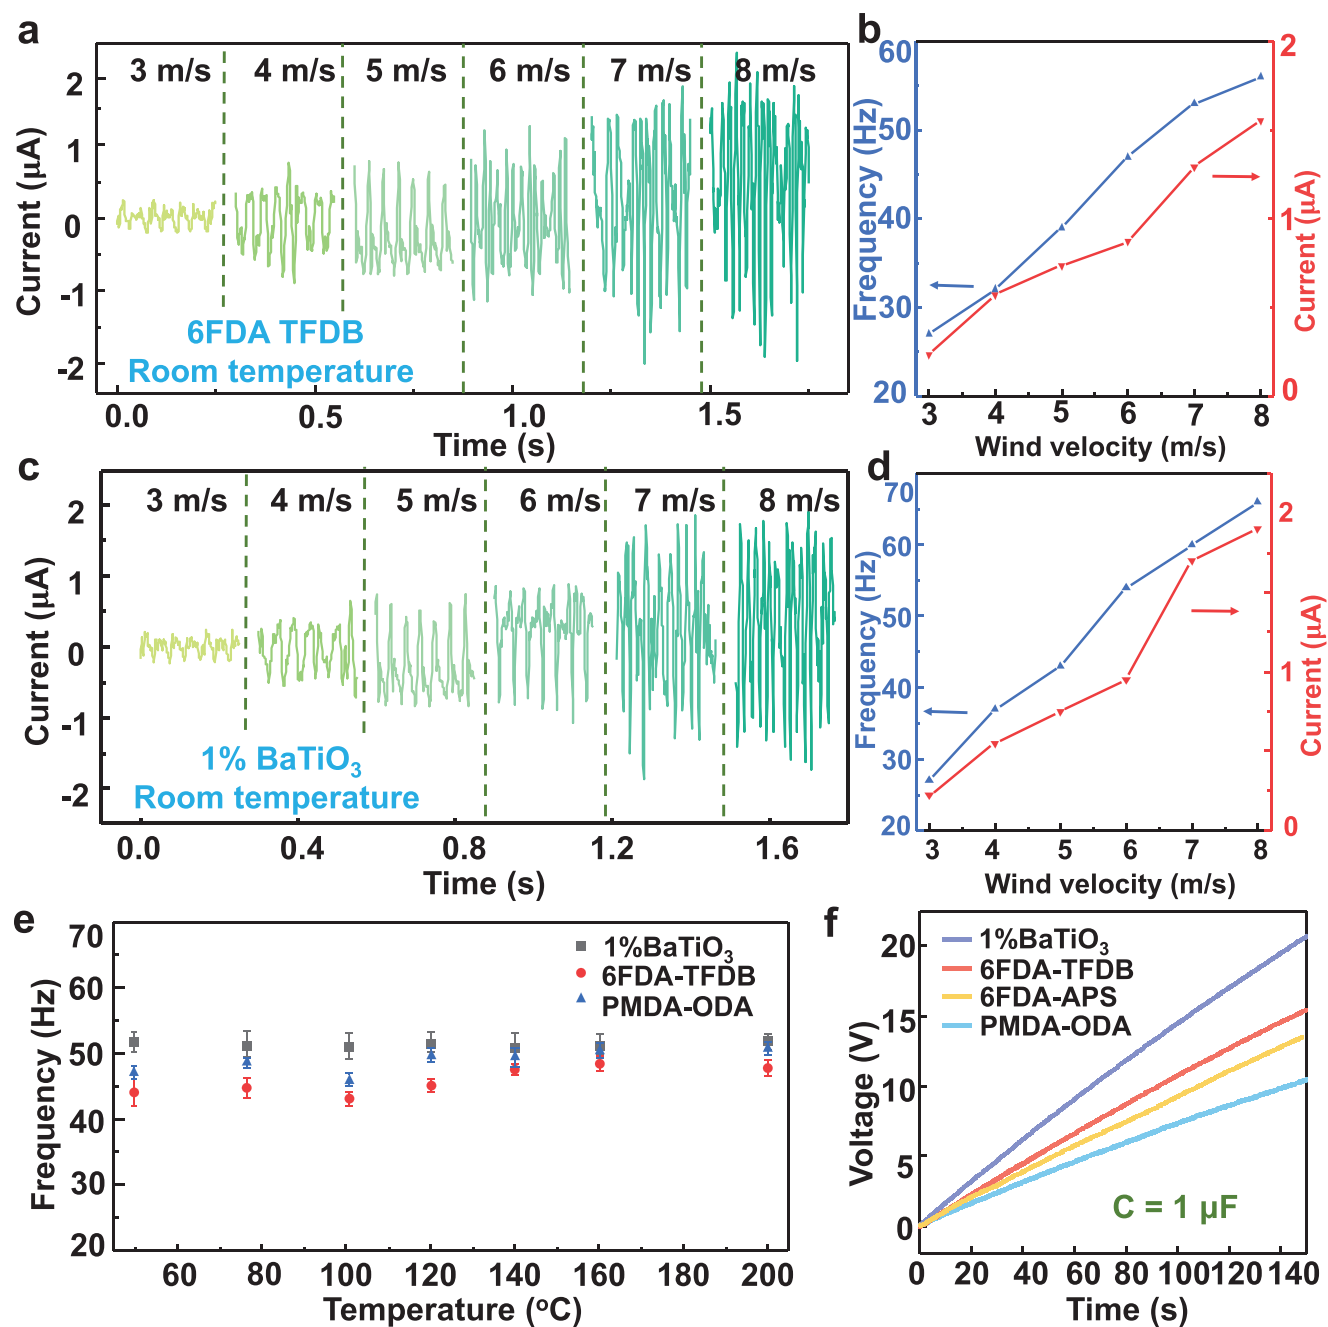 a
3 m/s
4 m/s
5 m/s
6 m/s
7 m/s
8 m/s
2
1
0
-1
-2
Current (μA)
6FDA TFDB
Room temperature
0.0
0.5
1.0
1.5
Time (s)
b
60
50
40
30
20
Frequency (Hz)
2
1
0
Current (μA)
3
4
5
6
7
8
Wind velocity (m/s)
c
3 m/s
4 m/s
5 m/s
6 m/s
7 m/s
8 m/s
2
1
0
-1
-2
Current (μA)
1% BaTiO₃
Room temperature
0.0
0.4
0.8
1.2
1.6
Time (s)
d
70
60
50
40
30
20
Frequency (Hz)
2
1
0
Current (μA)
3
4
5
6
7
8
Wind velocity (m/s)
e
70
60
50
40
30
20
Frequency (Hz)
1%BaTiO₃
6FDA-TFDB
PMDA-ODA
60
80
100
120
140
160
200
Temperature (°C)
f
20
15
10
5
0
Voltage (V)
1%BaTiO₃
6FDA-TFDB
6FDA-APS
PMDA-ODA
C = 1 μF
0
20
40
60
80
100
120
140
Time (s)